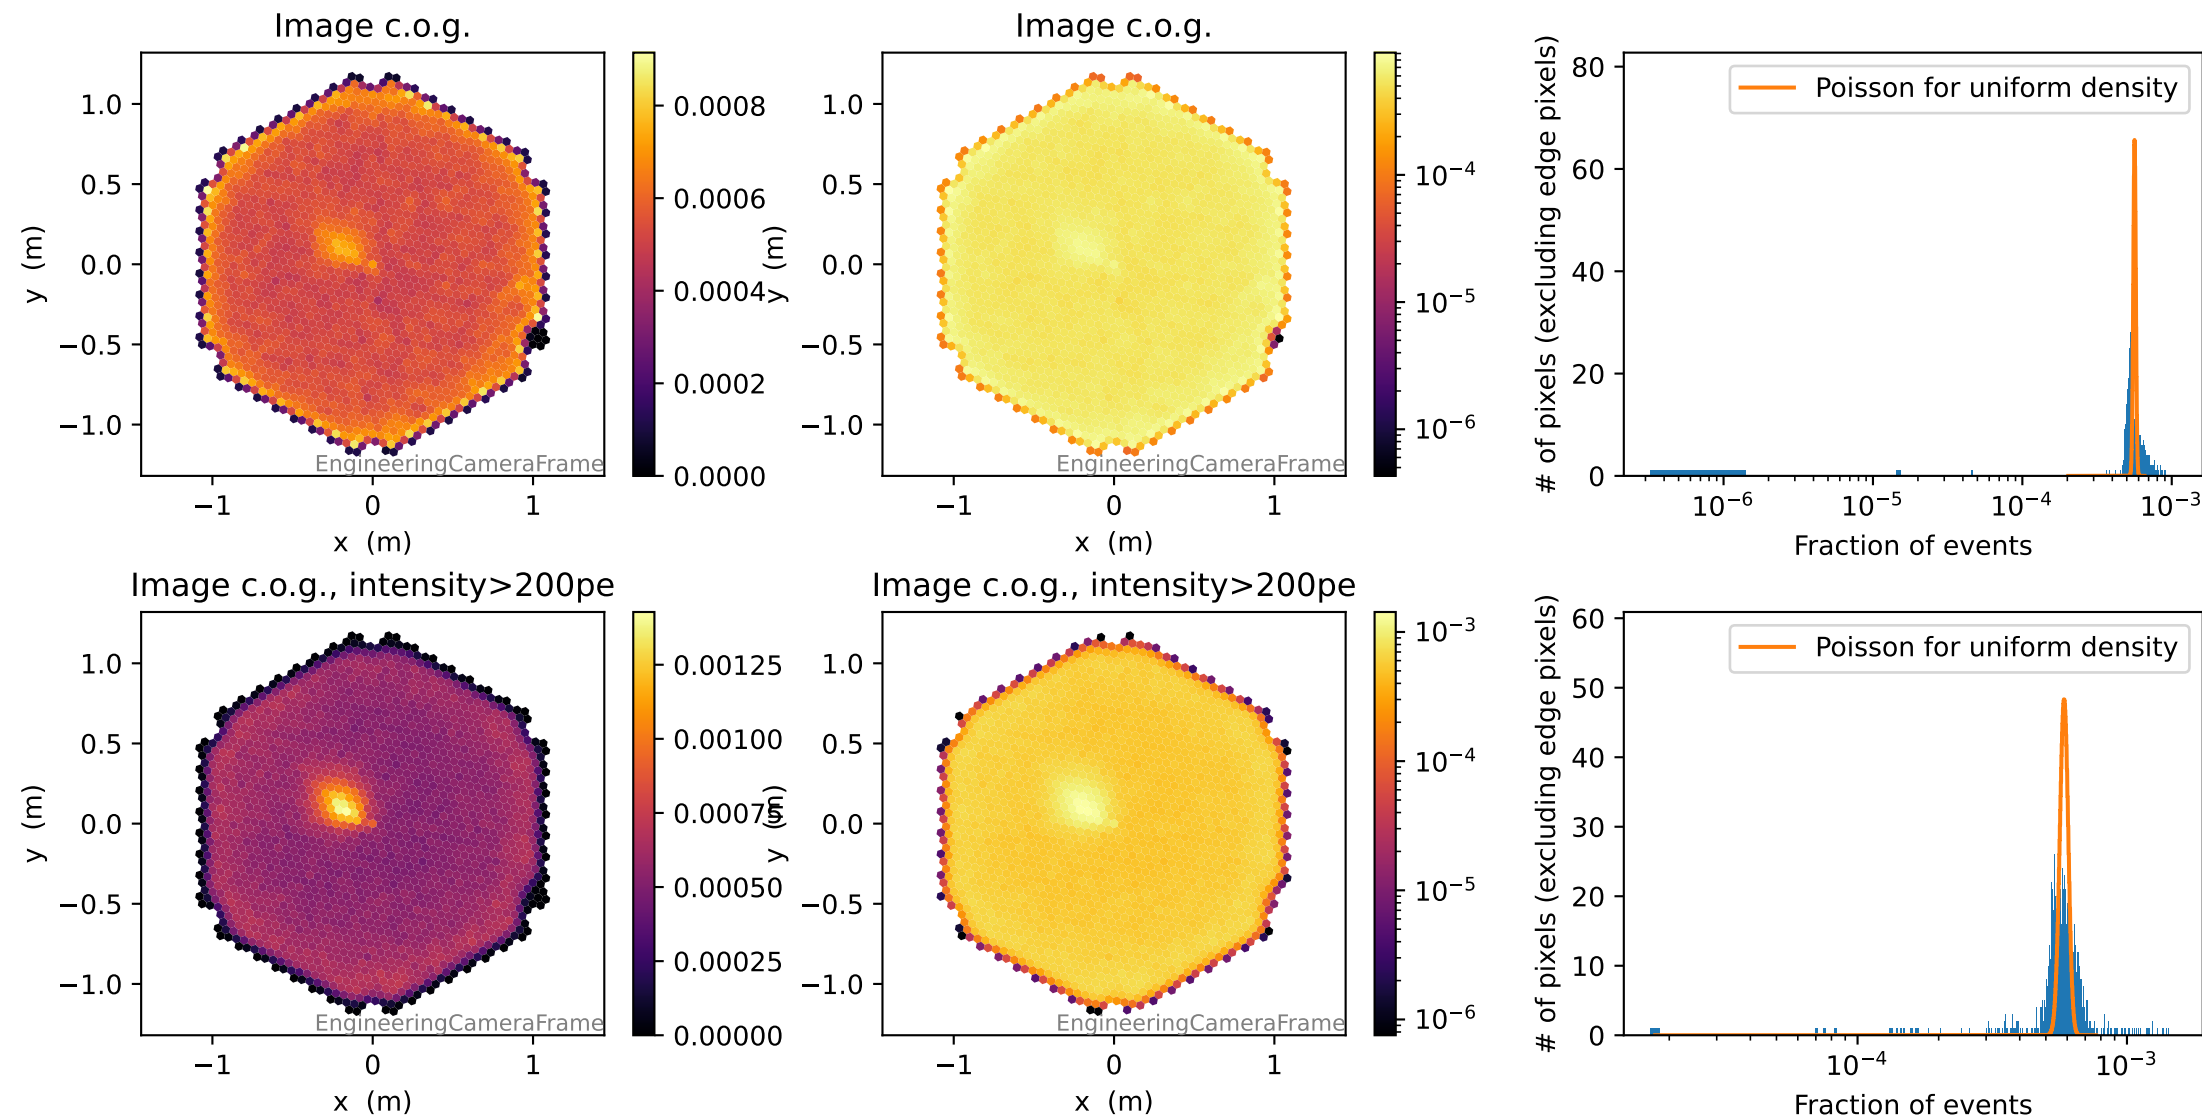 Image c.o.g.
y (m)
1.0
0.5
0.0
−0.5
−1.0
−1 0 1
x (m)
EngineeringCameraFrame
0.0008
0.0006
0.0004
0.0002
0.0000
Image c.o.g.
y (m)
1.0
0.5
0.0
−0.5
−1.0
−1 0 1
x (m)
EngineeringCameraFrame
10⁻⁴
10⁻⁵
10⁻⁶
# of pixels (excluding edge pixels)
80
60
40
20
0
Poisson for uniform density
10⁻⁶ 10⁻⁵ 10⁻⁴ 10⁻³
Fraction of events
Image c.o.g., intensity>200pe
y (m)
1.0
0.5
0.0
−0.5
−1.0
−1 0 1
x (m)
EngineeringCameraFrame
0.00125
0.00100
0.00075
0.00050
0.00025
0.00000
Image c.o.g., intensity>200pe
y (m)
1.0
0.5
0.0
−0.5
−1.0
−1 0 1
x (m)
EngineeringCameraFrame
10⁻³
10⁻⁴
10⁻⁵
10⁻⁶
# of pixels (excluding edge pixels)
60
50
40
30
20
10
0
Poisson for uniform density
10⁻⁴ 10⁻³
Fraction of events